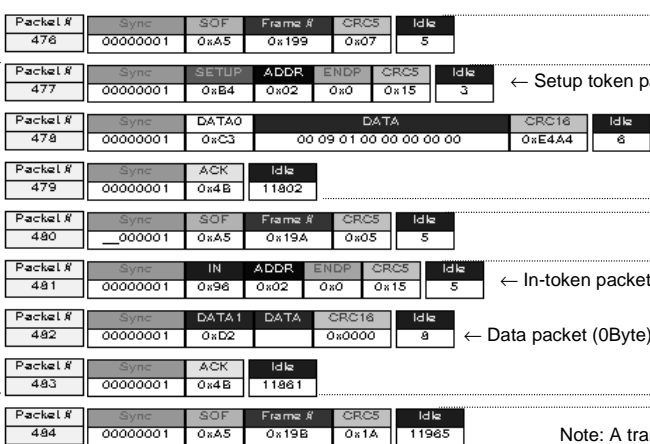 Packet # Sync SOF Frame # CRC5 Idle
476 00000001 0xA5 0x199 0x07 5
Packet # Sync SETUP ADDR ENDP CRC5 Idle
477 00000001 0xB4 0x02 0x0 0x15 3
← Setup token pa
Packet # Sync DATA0 DATA CRC16 Idle
478 00000001 0xC3 00 09 01 00 00 00 00 00 0xE4A4 6
Packet # Sync ACK Idle
479 00000001 0x4B 11802
Packet # Sync SOF Frame # CRC5 Idle
480 __000001 0xA5 0x19A 0x05 5
Packet # Sync IN ADDR ENDP CRC5 Idle
481 00000001 0x96 0x02 0x0 0x15 5
← In-token packet
Packet # Sync DATA1 DATA CRC16 Idle
482 00000001 0xD2 0x0000 8
← Data packet (0Byte)
Packet # Sync ACK Idle
483 00000001 0x4B 11861
Packet # Sync SOF Frame # CRC5 Idle
484 00000001 0xA5 0x19B 0x1A 11965
Note: A tra